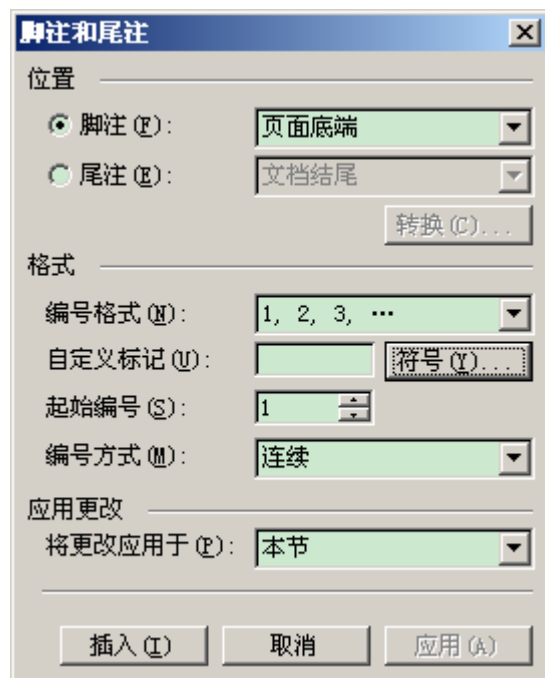 脚注和尾注
位置
脚注(F): 页面底端
尾注(E): 文档结尾
转换(C)...
格式
编号格式(N): 1, 2, 3, …
自定义标记(U): 符号(Y)...
起始编号(S): 1
编号方式(M): 连续
应用更改
将更改应用于(P): 本节
插入(I) 取消 应用(A)